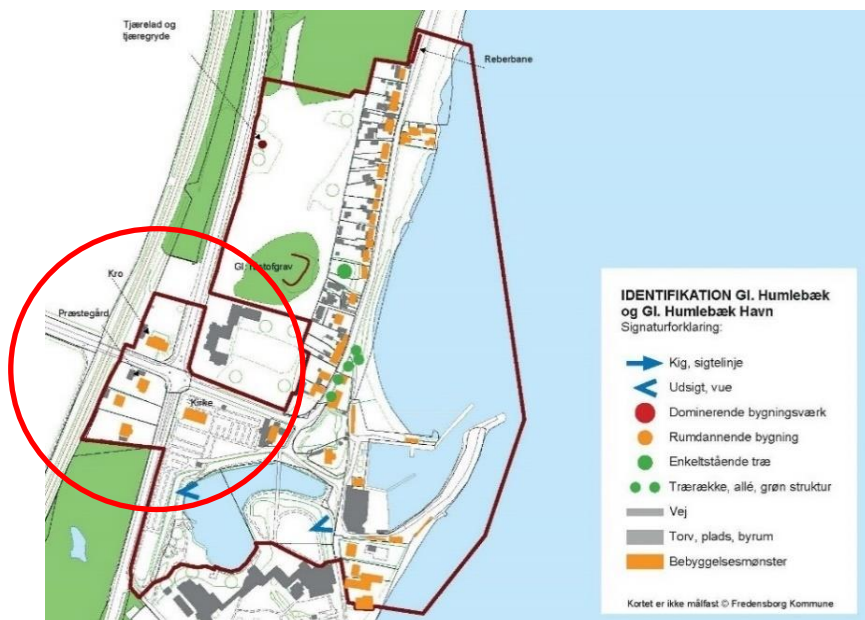 Tjærelad og
tjæregryde
Reberbane
Kro
Præstegård
Kirke
IDENTIFIKATION Gl. Humlebæk
og Gl. Humlebæk Havn
Signaturforklaring:
Kig, sigtelinje
Udsigt, vue
Dominerende bygningsværk
Rumdannende bygning
Enkeltstående træ
Trærække, allé, grøn struktur
Vej
Torv, plads, byrum
Bebyggelsesmønster
Kortet er ikke målfast © Fredensborg Kommune